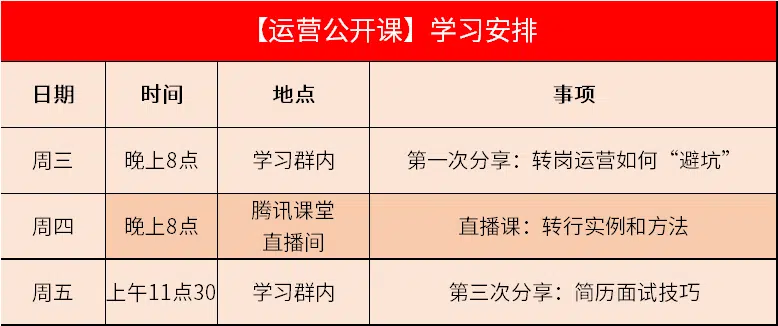 【运营公开课】学习安排
日期 时间 地点 事项
周三 晚上8点 学习群内 第一次分享：转岗运营如何“避坑”
周四 晚上8点 腾讯课堂 直播课：转行实例和方法
直播间
周五 上午11点30 学习群内 第三次分享：简历面试技巧